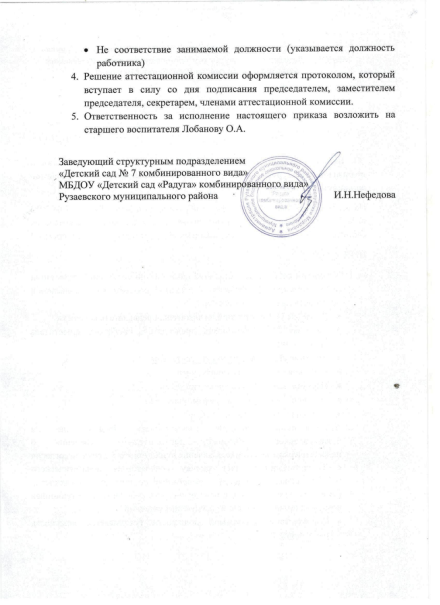 • Не соответствие занимаемой должности (указывается должность
работника)
4. Решение аттестационной комиссии оформляется протоколом, который
вступает в силу со дня подписания председателем, заместителем
председателя, секретарем, членами аттестационной комиссии.
5. Ответственность за исполнение настоящего приказа возложить на
старшего воспитателя Лобанову О.А.
Заведующий структурным подразделением
«Детский сад № 7 комбинированного вида»
МБДОУ «Детский сад «Радуга» комбинированного вида»
Рузаевского муниципального района И.Н.Нефедова